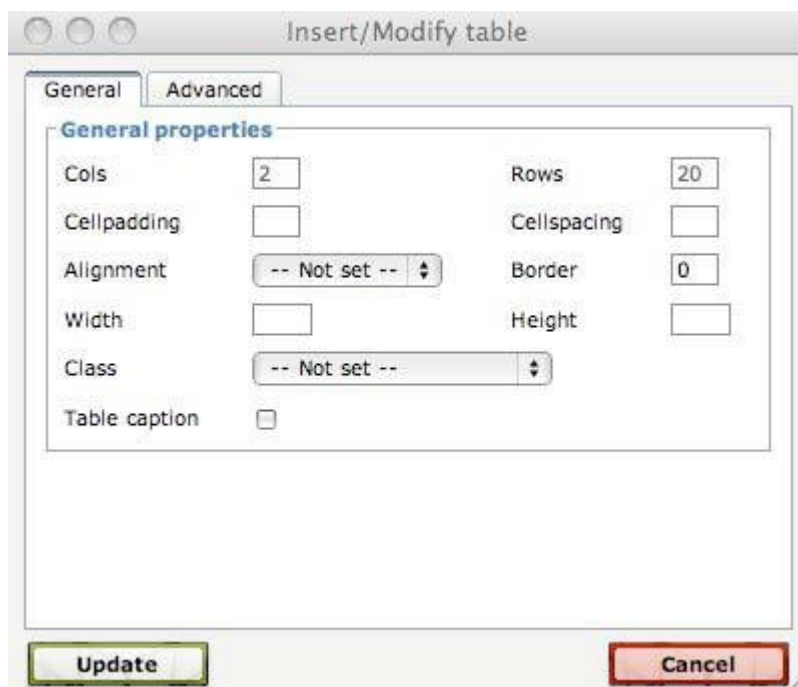 Insert/Modify table
General Advanced
General properties
Cols 2 Rows 20
Cellpadding Cellspacing
Alignment -- Not set -- Border 0
Width Height
Class -- Not set --
Table caption
Update Cancel